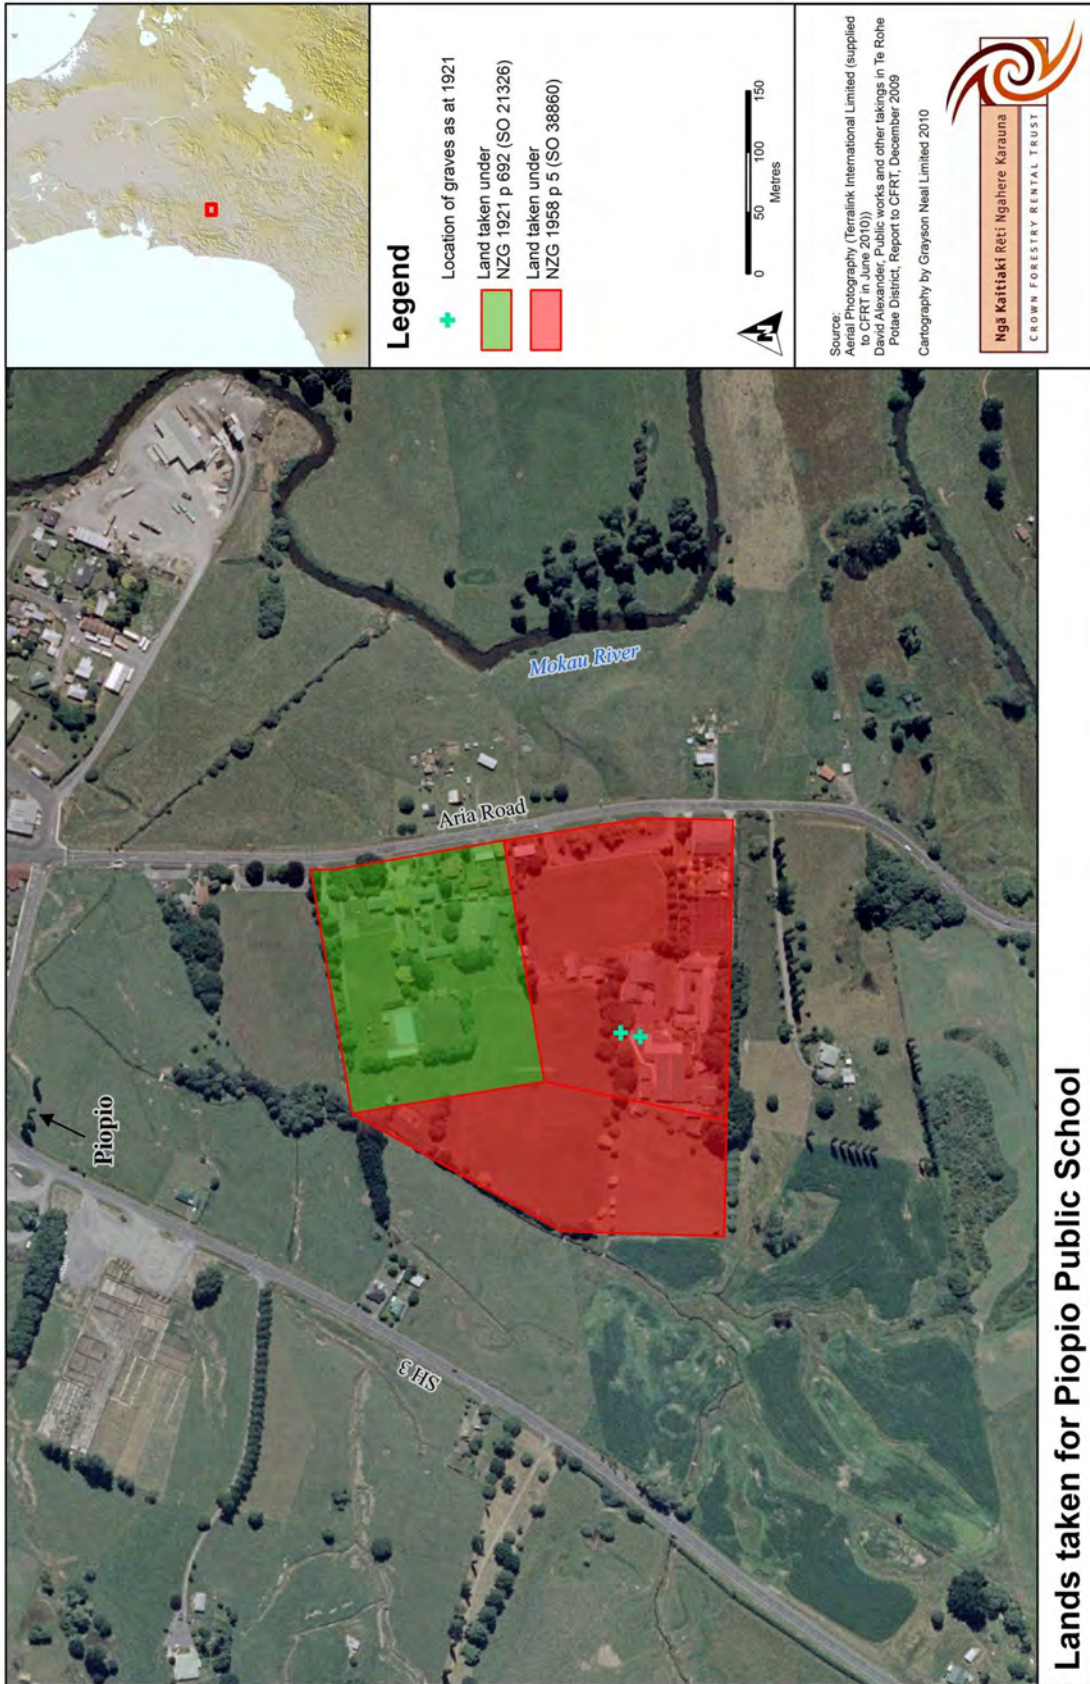 Piopio
SH 3
Aria Road
Mokau River
Legend
Location of graves as at 1921
Land taken under
NZG 1921 p 692 (SO 21326)
Land taken under
NZG 1958 p 5 (SO 38860)
N
0 50 100 150
Metres
Source:
Aerial Photography (Terralink International Limited (supplied
to CFRT in June 2010))
David Alexander, Public works and other takings in Te Rohe
Potae District, Report to CFRT, December 2009
Cartography by Grayson Neal Limited 2010
Ngā Kaitiaki Rēti Ngahere Karauna
CROWN FORESTRY RENTAL TRUST
Lands taken for Piopio Public School